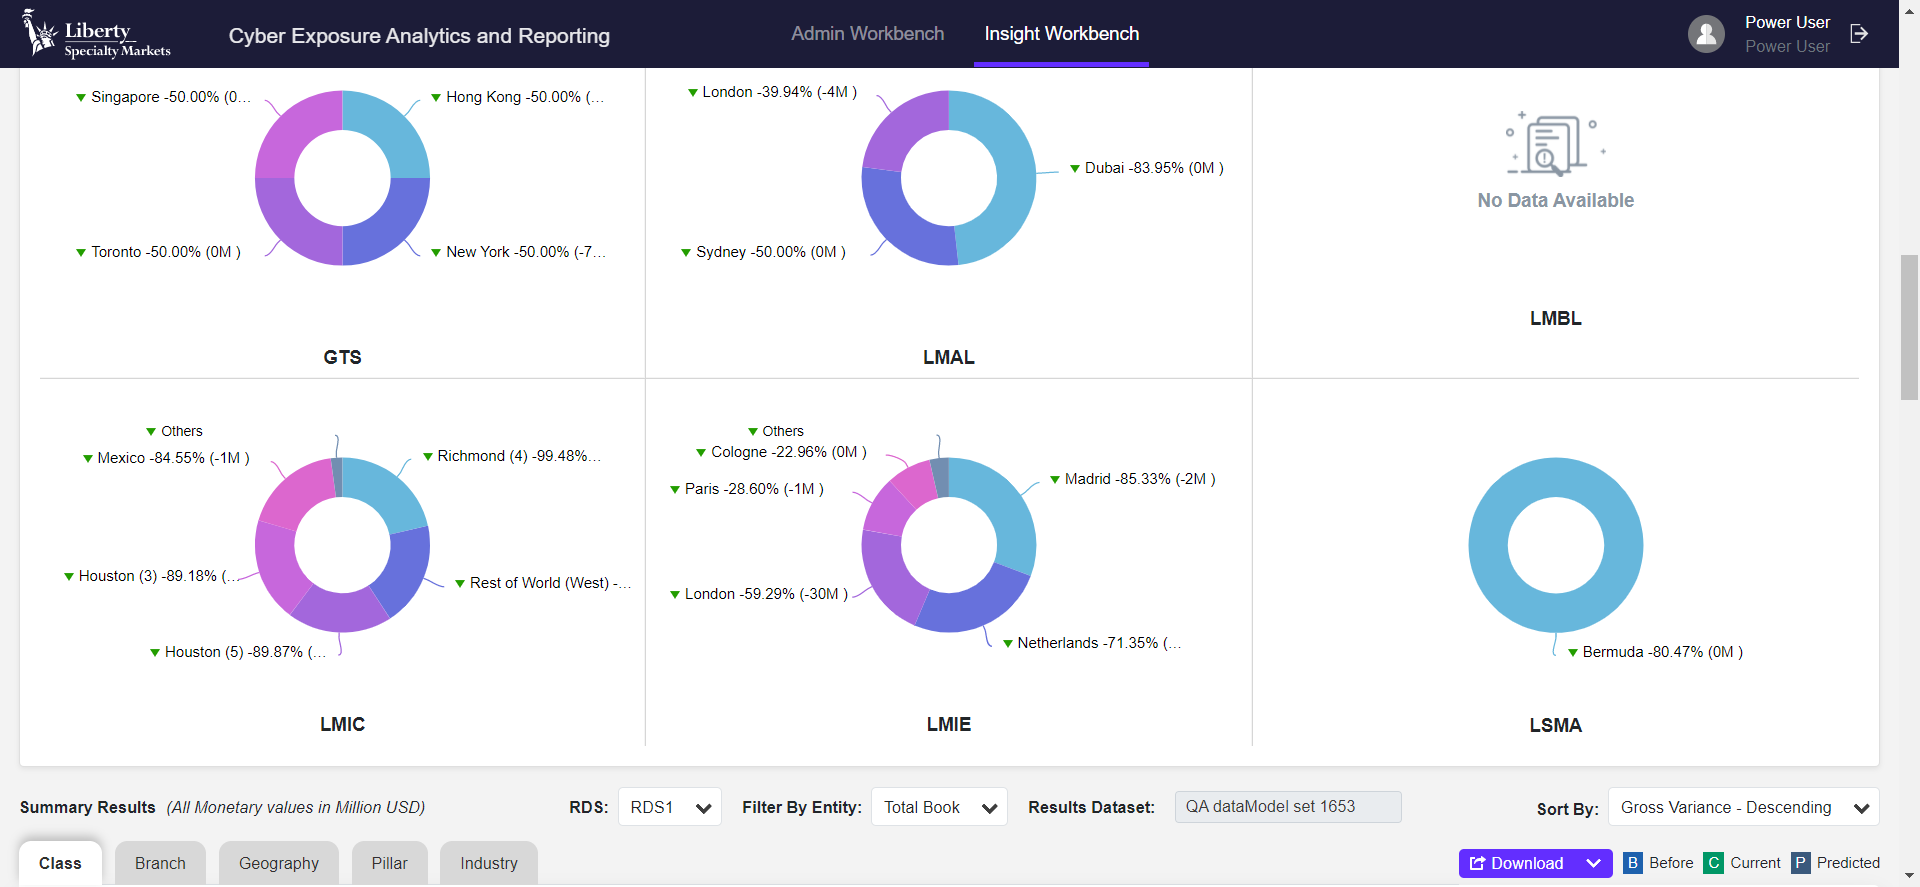 Liberty
Specialty Markets
Cyber Exposure Analytics and Reporting
Admin Workbench
Insight Workbench
Power User
Power User
Singapore -50.00% (0...
Hong Kong -50.00% (...
Toronto -50.00% (0M )
New York -50.00% (-7...
GTS
London -39.94% (-4M )
Dubai -83.95% (0M )
Sydney -50.00% (0M )
LMAL
No Data Available
LMBL
Others
Mexico -84.55% (-1M )
Richmond (4) -99.48%...
Houston (3) -89.18% (...
Rest of World (West) -...
Houston (5) -89.87% (...
LMIC
Others
Cologne -22.96% (0M )
Madrid -85.33% (-2M )
Paris -28.60% (-1M )
London -59.29% (-30M )
Netherlands -71.35% (...
LMIE
Bermuda -80.47% (0M )
LSMA
Summary Results (All Monetary values in Million USD)
RDS: RDS1
Filter By Entity: Total Book
Results Dataset: QA dataModel set 1653
Sort By: Gross Variance - Descending
Class
Branch
Geography
Pillar
Industry
Download
B Before
C Current
P Predicted